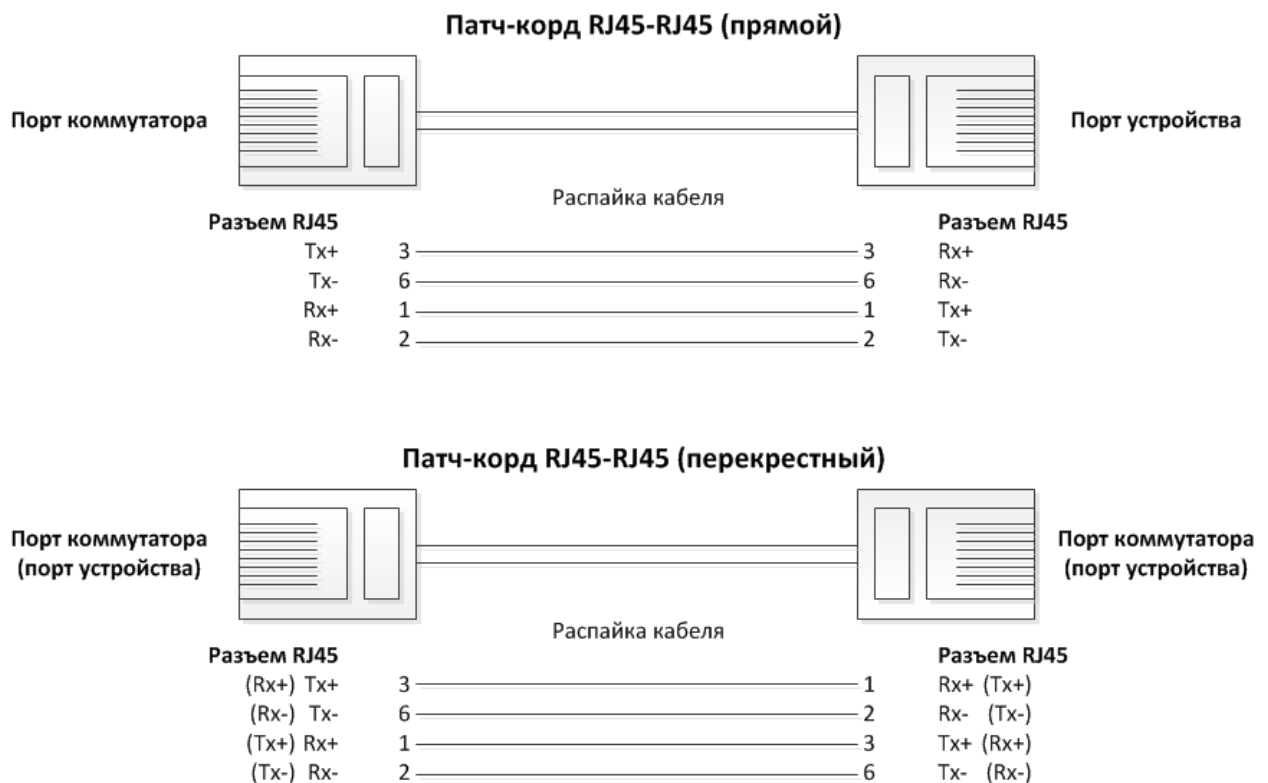 Патч-корд RJ45-RJ45 (прямой)
Порт коммутатора
Порт устройства
Распайка кабеля
Разъем RJ45 Разъем RJ45
Tx+ 3 3 Rx+
Tx- 6 6 Rx-
Rx+ 1 1 Tx+
Rx- 2 2 Tx-
Патч-корд RJ45-RJ45 (перекрестный)
Порт коммутатора
(порт устройства)
Порт коммутатора
(порт устройства)
Распайка кабеля
Разъем RJ45 Разъем RJ45
(Rx+) Tx+ 3 1 Rx+ (Tx+)
(Rx-) Tx- 6 2 Rx- (Tx-)
(Tx+) Rx+ 1 3 Tx+ (Rx+)
(Tx-) Rx- 2 6 Tx- (Rx-)